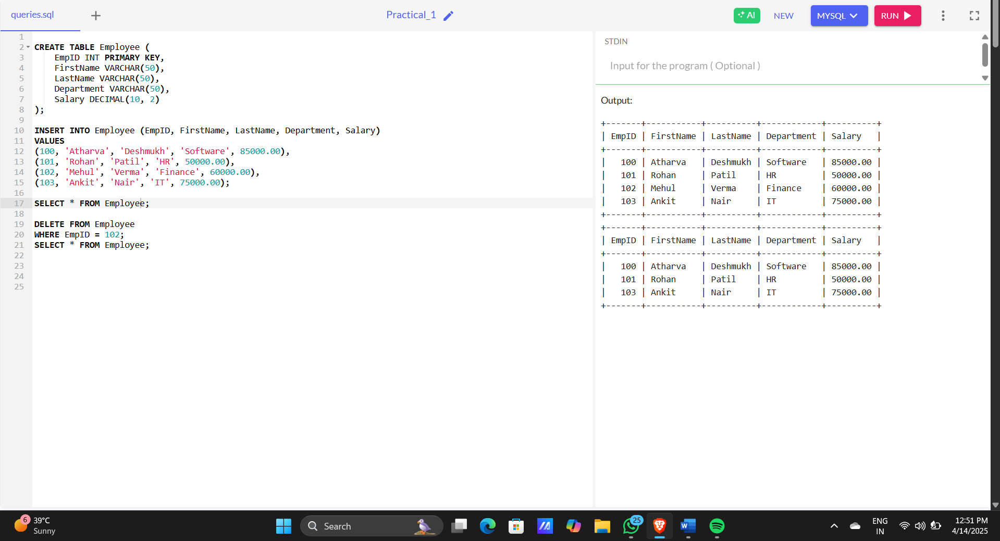 queries.sql
+
Practical_1
AI
NEW
MYSQL
RUN
1
2 CREATE TABLE Employee (
3     EmpID INT PRIMARY KEY,
4     FirstName VARCHAR(50),
5     LastName VARCHAR(50),
6     Department VARCHAR(50),
7     Salary DECIMAL(10, 2)
8 );
9
10 INSERT INTO Employee (EmpID, FirstName, LastName, Department, Salary)
11 VALUES
12 (100, 'Atharva', 'Deshmukh', 'Software', 85000.00),
13 (101, 'Rohan', 'Patil', 'HR', 50000.00),
14 (102, 'Mehul', 'Verma', 'Finance', 60000.00),
15 (103, 'Ankit', 'Nair', 'IT', 75000.00);
16
17 SELECT * FROM Employee;
18
19 DELETE FROM Employee
20 WHERE EmpID = 102;
21 SELECT * FROM Employee;
22
23
24
25
STDIN
Input for the program ( Optional )
Output:
+-------+-----------+----------+------------+----------+
| EmpID | FirstName | LastName | Department | Salary   |
+-------+-----------+----------+------------+----------+
|   100 | Atharva   | Deshmukh | Software   | 85000.00 |
|   101 | Rohan     | Patil    | HR         | 50000.00 |
|   102 | Mehul     | Verma    | Finance    | 60000.00 |
|   103 | Ankit     | Nair     | IT         | 75000.00 |
+-------+-----------+----------+------------+----------+
+-------+-----------+----------+------------+----------+
| EmpID | FirstName | LastName | Department | Salary   |
+-------+-----------+----------+------------+----------+
|   100 | Atharva   | Deshmukh | Software   | 85000.00 |
|   101 | Rohan     | Patil    | HR         | 50000.00 |
|   103 | Ankit     | Nair     | IT         | 75000.00 |
+-------+-----------+----------+------------+----------+
6
39°C
Sunny
Search
25
W
ENG
IN
12:51 PM
4/14/2025